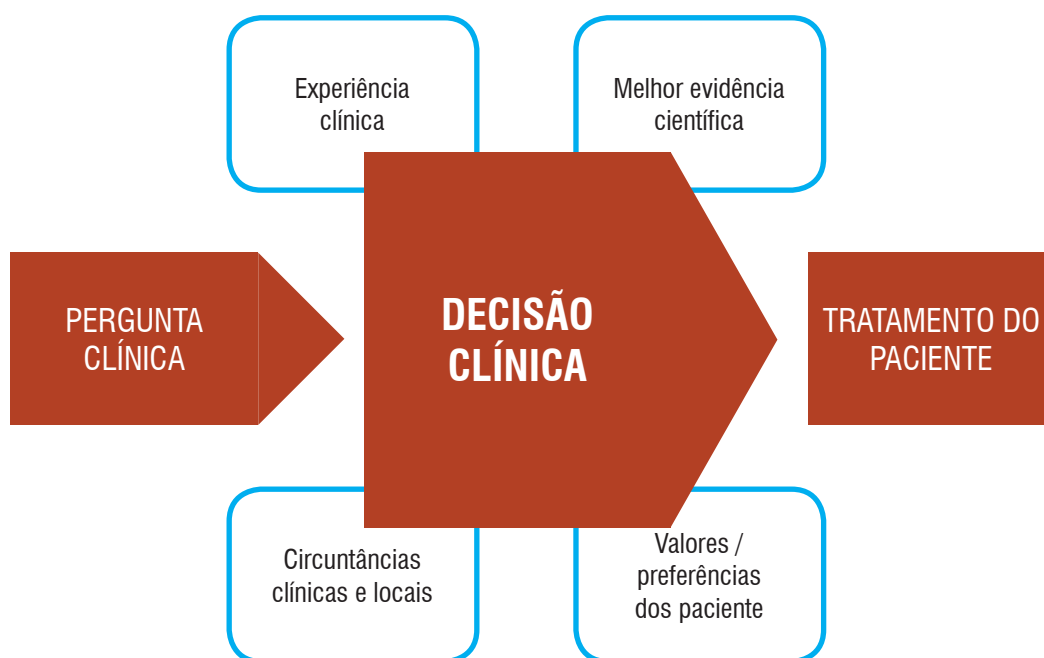 Experiência
clínica
Melhor evidência
científica
PERGUNTA
CLÍNICA
DECISÃO
CLÍNICA
TRATAMENTO DO
PACIENTE
Circuntâncias
clínicas e locais
Valores /
preferências
dos paciente